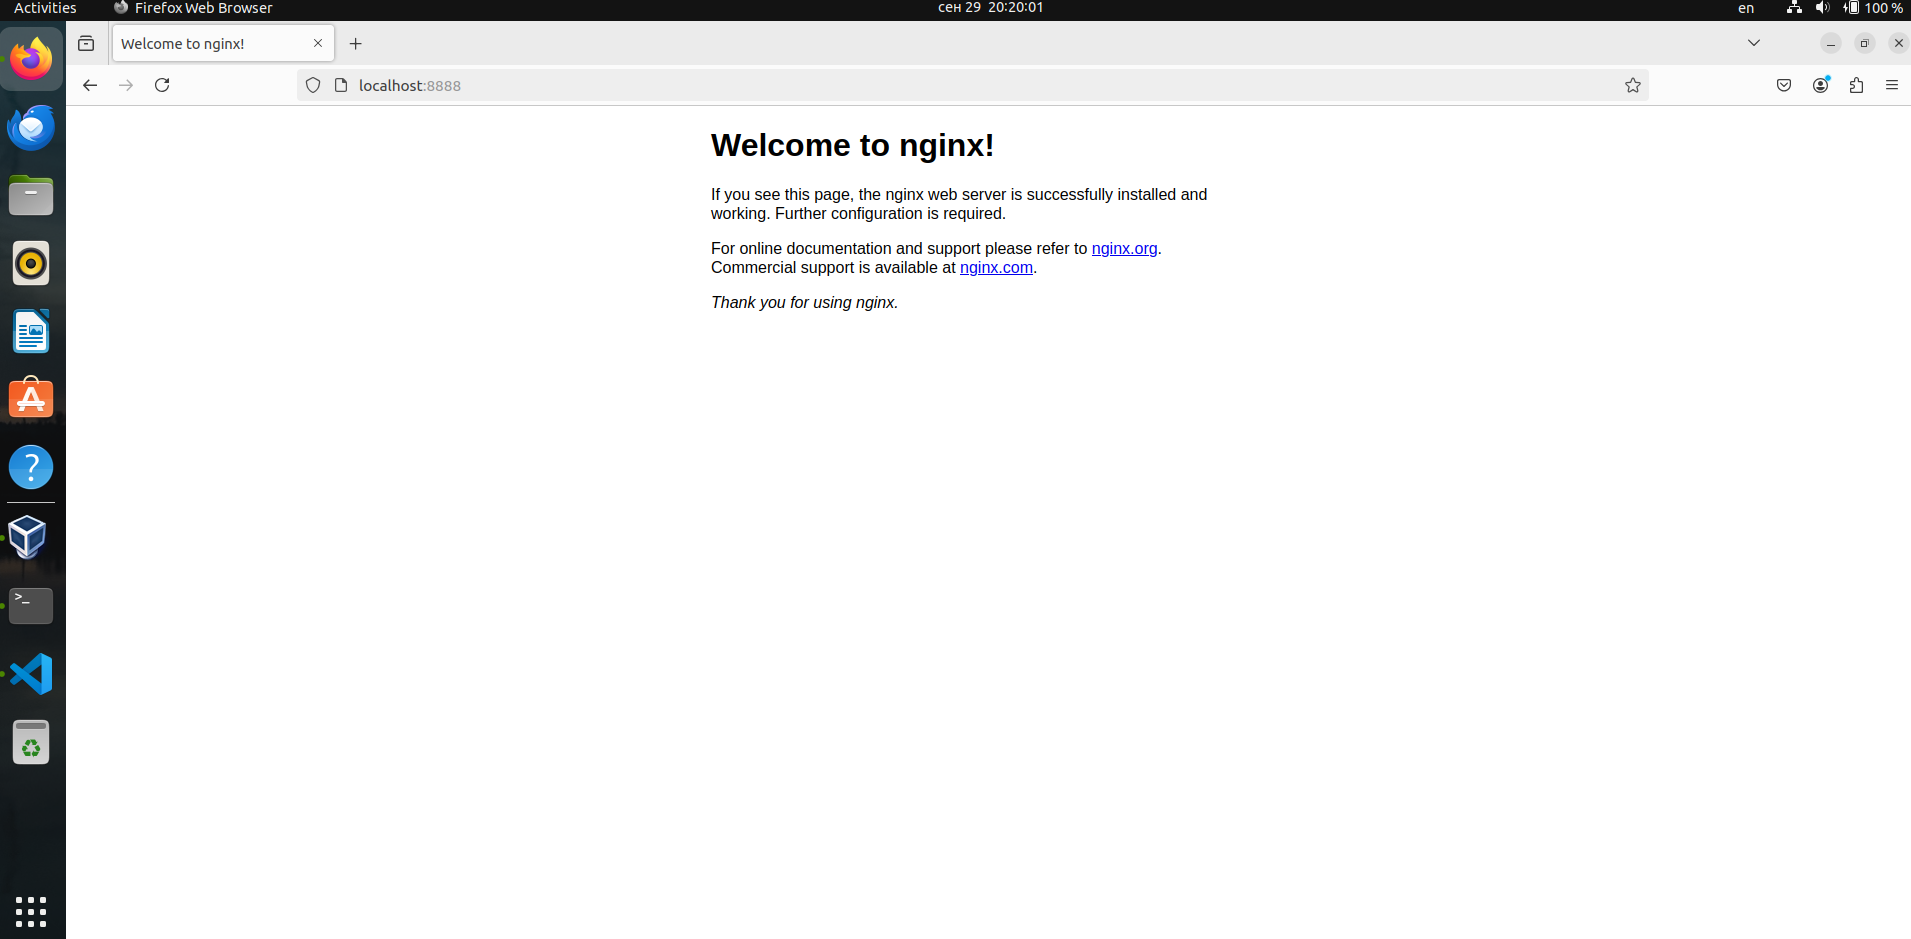 Activities
Firefox Web Browser
сен 29 20:20:01
en
100 %
Welcome to nginx!
localhost:8888
Welcome to nginx!
If you see this page, the nginx web server is successfully installed and
working. Further configuration is required.
For online documentation and support please refer to nginx.org.
Commercial support is available at nginx.com.
Thank you for using nginx.